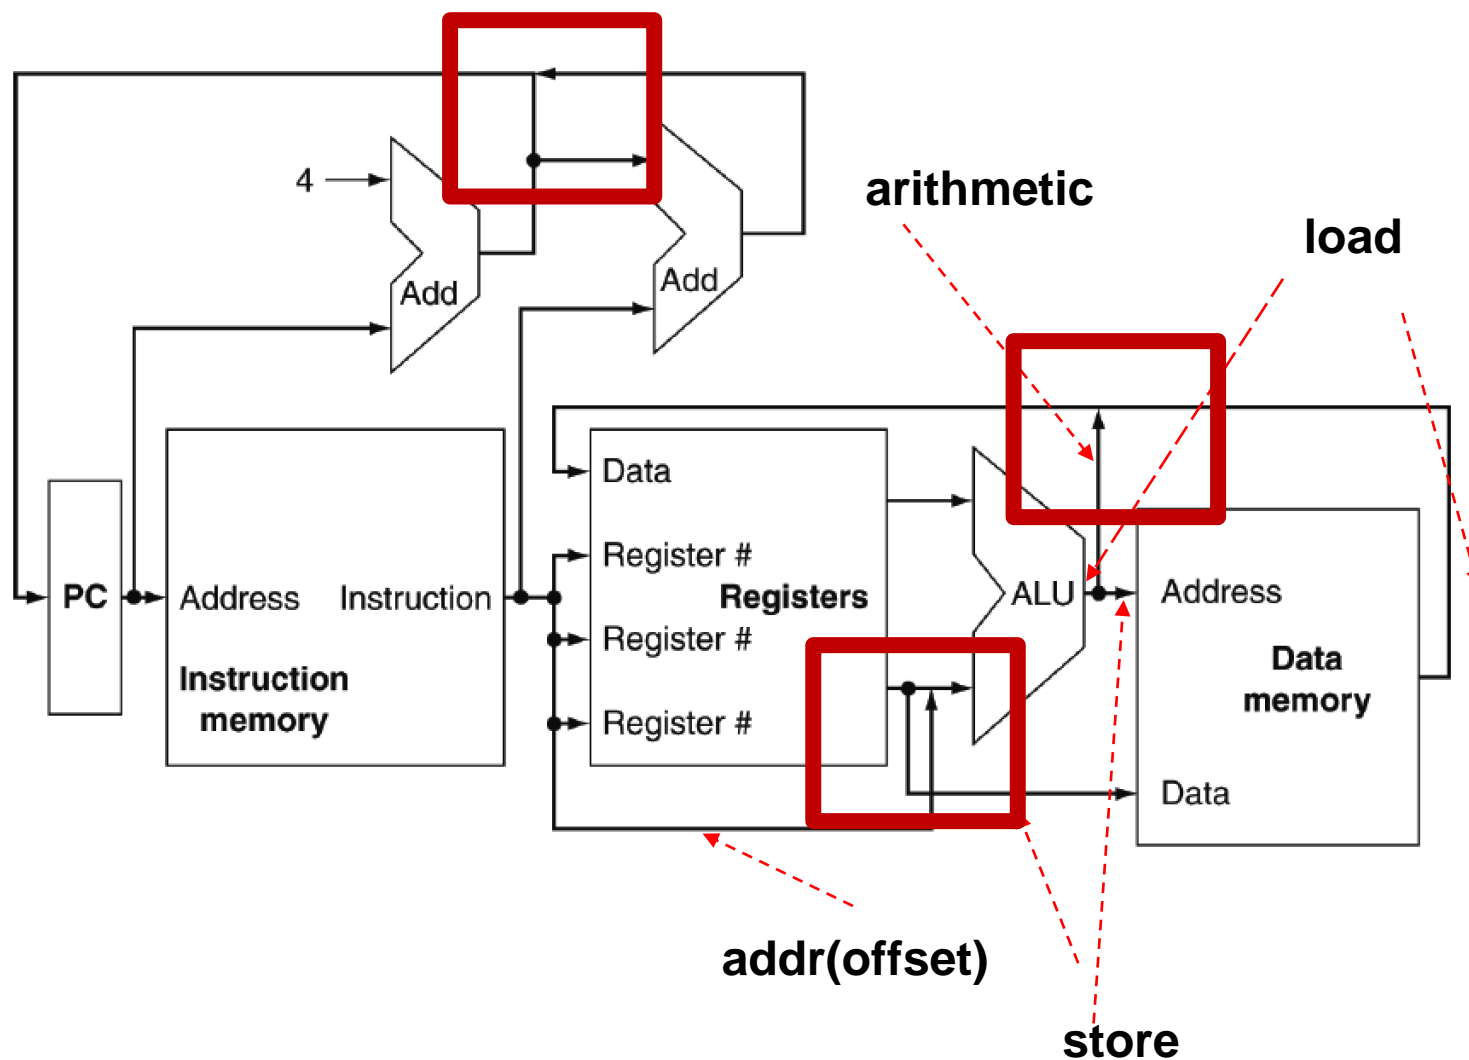 arithmetic
load
4
Add
Add
Data
Register #
PC
Address
Instruction
Registers
ALU
Address
Register #
Instruction
memory
Data
memory
Register #
Data
addr(offset)
store